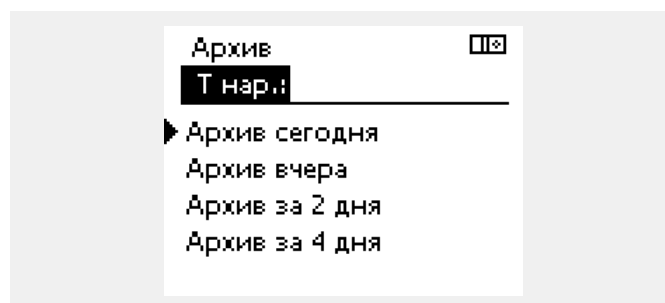 Архив
Т нар.:
Архив сегодня
Архив вчера
Архив за 2 дня
Архив за 4 дня